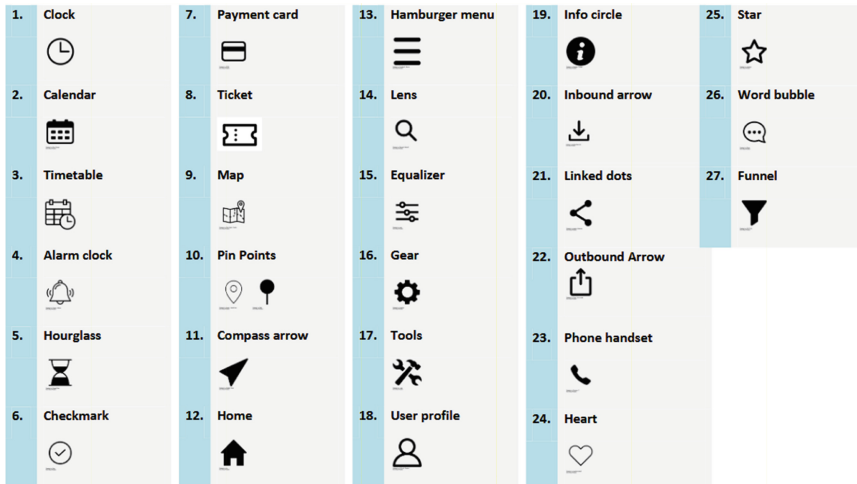 1. Clock
2. Calendar
3. Timetable
4. Alarm clock
5. Hourglass
6. Checkmark
7. Payment card
8. Ticket
9. Map
10. Pin Points
11. Compass arrow
12. Home
13. Hamburger menu
14. Lens
15. Equalizer
16. Gear
17. Tools
18. User profile
19. Info circle
20. Inbound arrow
21. Linked dots
22. Outbound Arrow
23. Phone handset
24. Heart
25. Star
26. Word bubble
27. Funnel